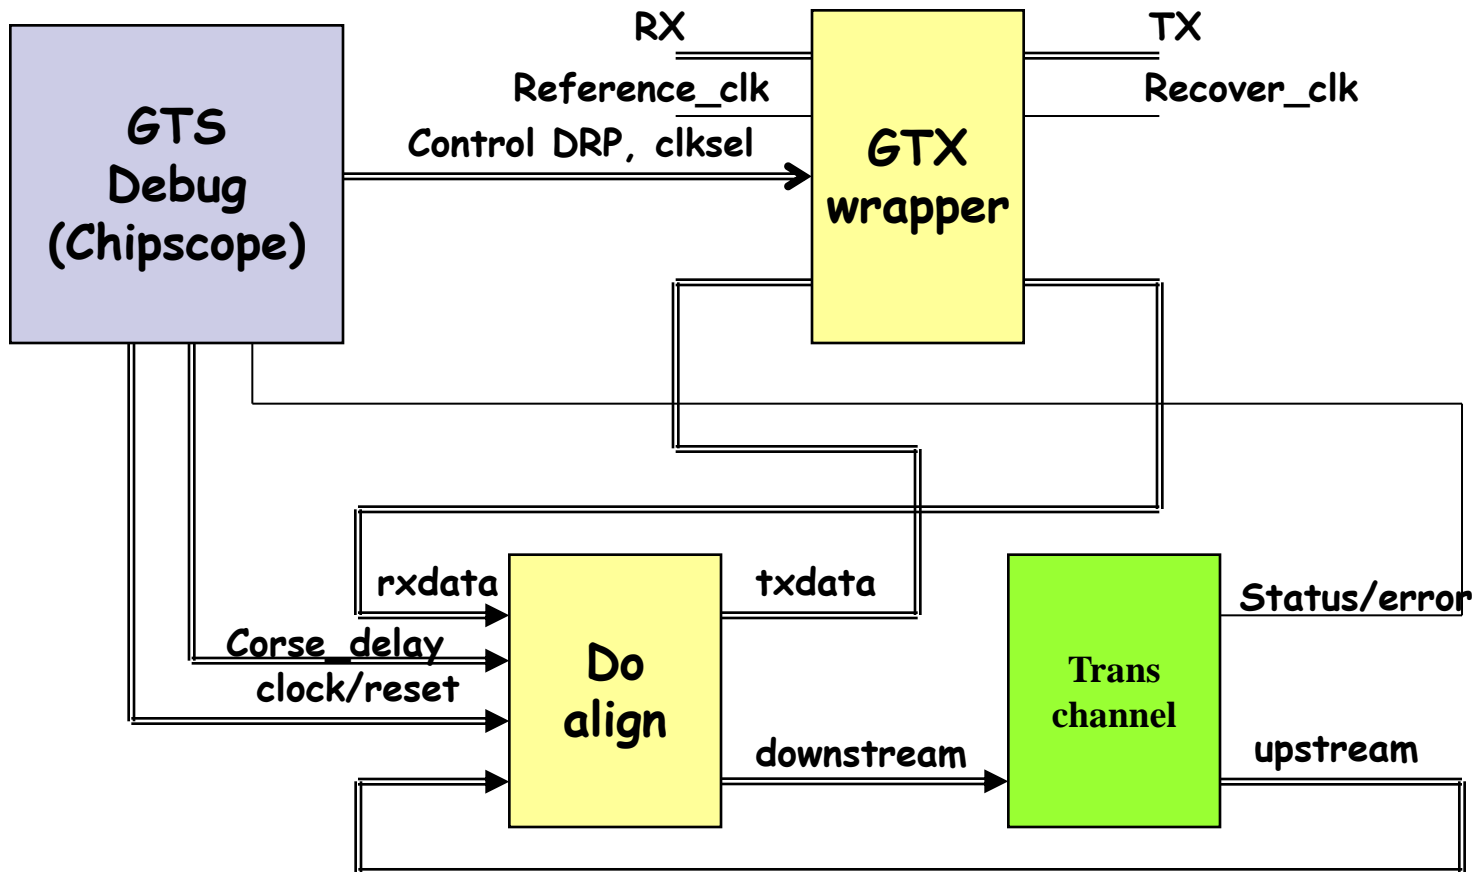 RX
TX
Reference_clk
Recover_clk
GTS
Debug
(Chipscope)
Control DRP, clksel
GTX
wrapper
rxdata
txdata
Status/error
Corse_delay
clock/reset
Do
align
Trans
channel
downstream
upstream